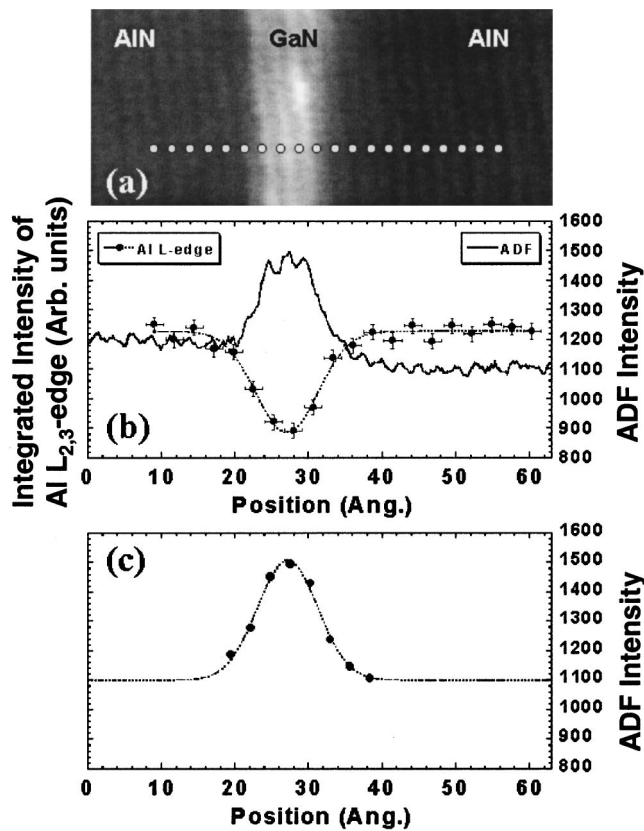 AlN GaN AlN
(a)
Integrated Intensity of
Al L2,3-edge (Arb. units)
Al L-edge
ADF
(b)
1600
1500
1400
1300
1200
1100
1000
900
800
ADF Intensity
0 10 20 30 40 50 60
Position (Ang.)
(c)
1600
1500
1400
1300
1200
1100
1000
900
800
ADF Intensity
0 10 20 30 40 50 60
Position (Ang.)